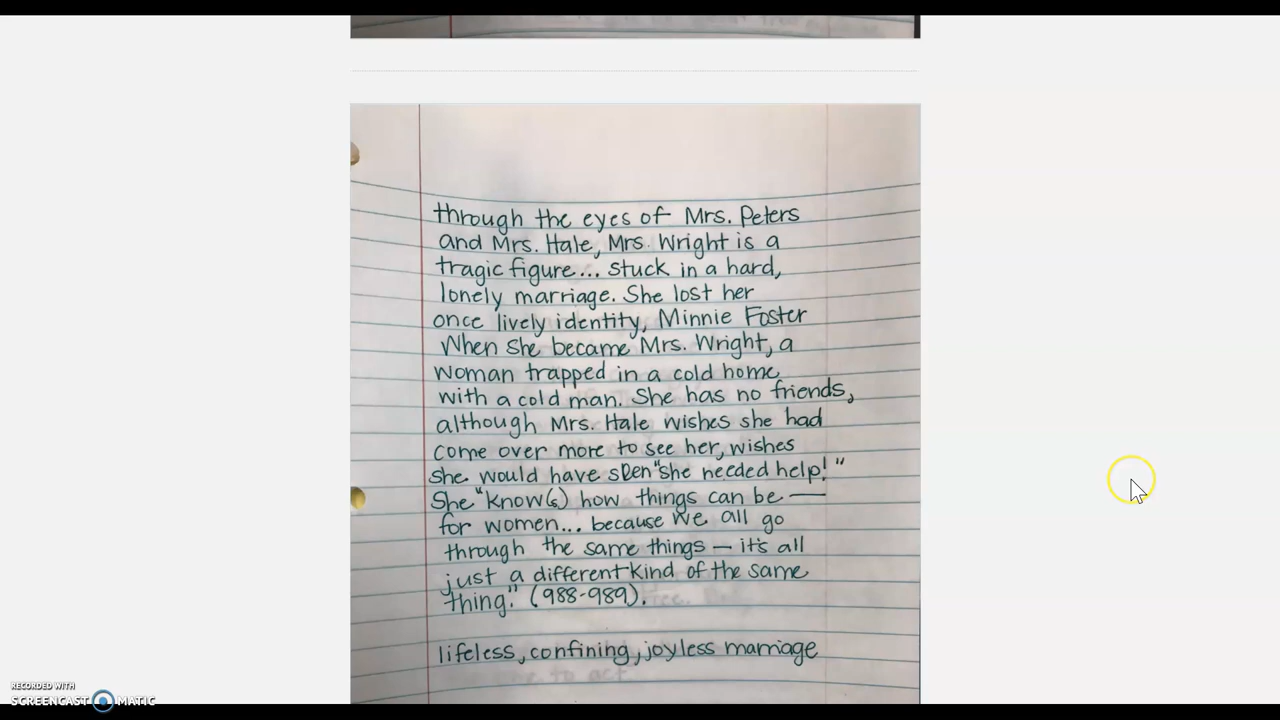 through the eyes of Mrs. Peters
and Mrs. Hale, Mrs. Wright is a
tragic figure... stuck in a hard,
lonely marriage. She lost her
once lively identity, Minnie Foster
when she became Mrs. Wright, a
woman trapped in a cold home
with a cold man. She has no friends,
although Mrs. Hale wishes she had
come over more to see her, wishes
she would have seen "she needed help!"
She "know(s) how things can be —
for women... because we all go
through the same things — it's all
just a different kind of the same
thing." (988-989).
lifeless, confining, joyless marriage
RECORDED WITH
SCREENCAST MATIC